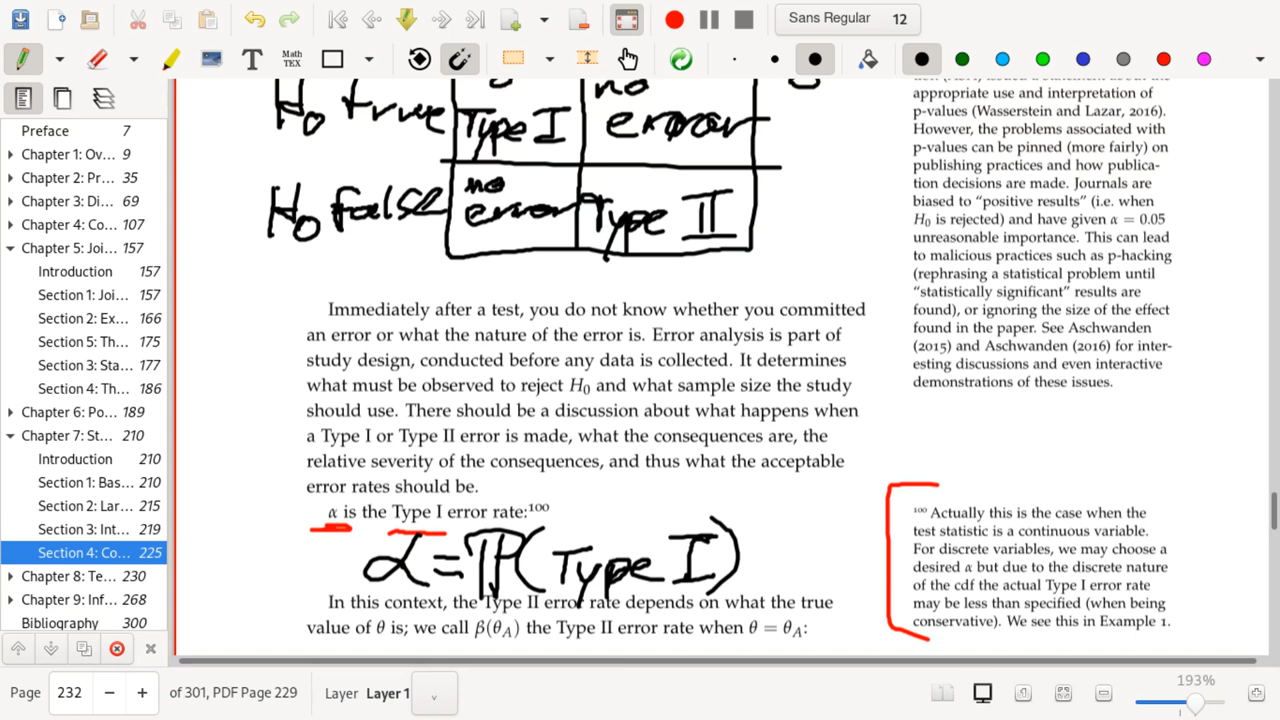 Sans Regular 12
T Math TEX
Preface 7
Chapter 1: Ov... 9
Chapter 2: Pr... 35
Chapter 3: Di... 69
Chapter 4: Co... 107
Chapter 5: Joi... 157
Introduction 157
Section 1: Joi... 157
Section 2: Ex... 166
Section 5: Th... 175
Section 3: Sta... 177
Section 4: Th... 186
Chapter 6: Po... 189
Chapter 7: St... 210
Introduction 210
Section 1: Bas... 210
Section 2: Lar... 215
Section 3: Int... 219
Section 4: Co... 225
Chapter 8: Te... 230
Chapter 9: Inf... 268
Bibliography 300
no
H₀ true Type I error
no
H₀ false error Type II
Immediately after a test, you do not know whether you committed
an error or what the nature of the error is. Error analysis is part of
study design, conducted before any data is collected. It determines
what must be observed to reject H₀ and what sample size the study
should use. There should be a discussion about what happens when
a Type I or Type II error is made, what the consequences are, the
relative severity of the consequences, and thus what the acceptable
error rates should be.
α is the Type I error rate:¹⁰⁰
α = ℙ(Type I)
In this context, the Type II error rate depends on what the true
value of θ is; we call β(θ_A) the Type II error rate when θ = θ_A:
appropriate use and interpretation of
p-values (Wasserstein and Lazar, 2016).
However, the problems associated with
p-values can be pinned (more fairly) on
publishing practices and how publica-
tion decisions are made. Journals are
biased to “positive results” (i.e. when
H₀ is rejected) and have given α = 0.05
unreasonable importance. This can lead
to malicious practices such as p-hacking
(rephrasing a statistical problem until
“statistically significant” results are
found), or ignoring the size of the effect
found in the paper. See Aschwanden
(2015) and Aschwanden (2016) for inter-
esting discussions and even interactive
demonstrations of these issues.
¹⁰⁰ Actually this is the case when the
test statistic is a continuous variable.
For discrete variables, we may choose a
desired α but due to the discrete nature
of the cdf the actual Type I error rate
may be less than specified (when being
conservative). We see this in Example 1.
Page 232 − + of 301, PDF Page 229 Layer Layer 1 193%